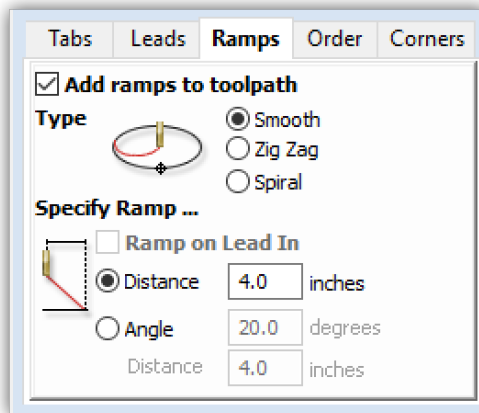 Tabs Leads Ramps Order Corners
Add ramps to toolpath
Type
Smooth
Zig Zag
Spiral
Specify Ramp ...
Ramp on Lead In
Distance 4.0 inches
Angle 20.0 degrees
Distance 4.0 inches